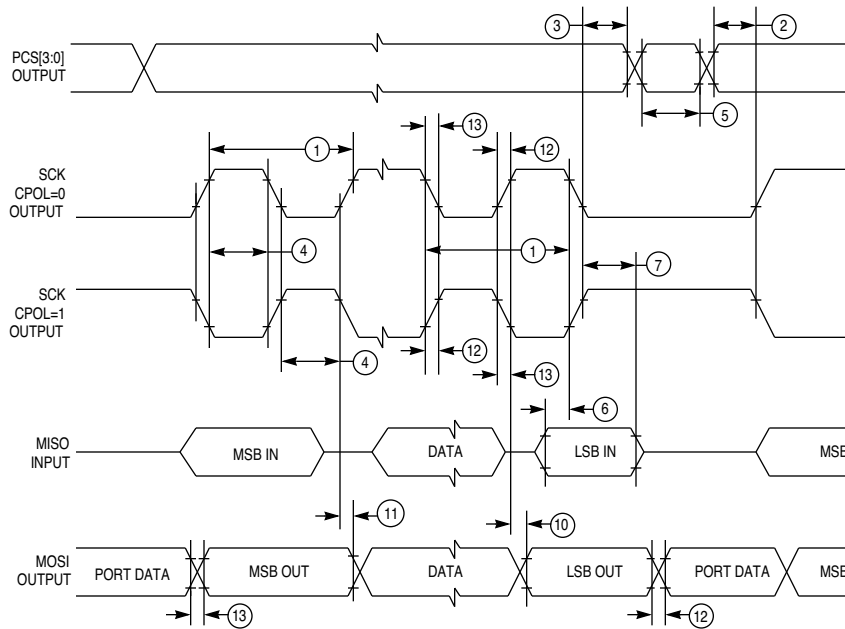 3
2
PCS[3:0]
OUTPUT
5
13
1
12
SCK
CPOL=0
OUTPUT
4
1
7
SCK
CPOL=1
OUTPUT
12
4
13
6
MISO
INPUT
MSB IN
DATA
LSB IN
MSB
11
10
MOSI
OUTPUT
PORT DATA
MSB OUT
DATA
LSB OUT
PORT DATA
MSB
13
12